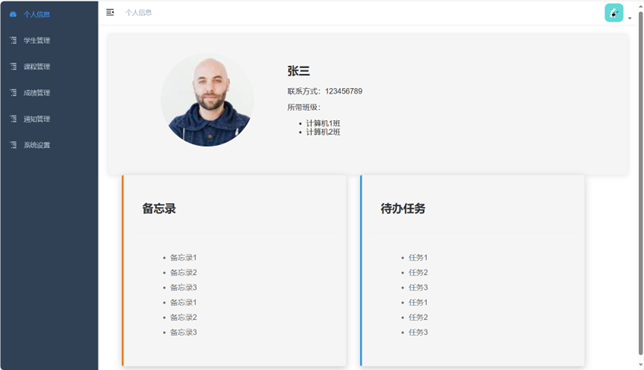 个人信息
学生管理
课程管理
成绩管理
通知管理
系统设置
个人信息
张三
联系方式：123456789
所带班级：
计算机1班
计算机2班
备忘录
备忘录1
备忘录2
备忘录3
备忘录1
备忘录2
备忘录3
待办任务
任务1
任务2
任务3
任务1
任务2
任务3